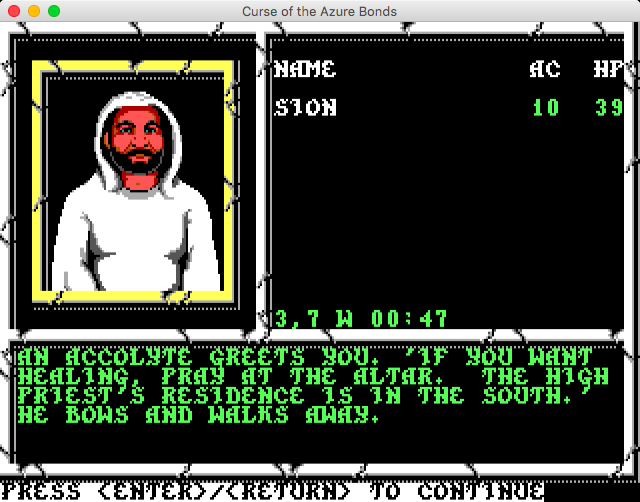 Curse of the Azure Bonds
NAME AC HP
SION 10 39
3,7 W 00:47
AN ACCOLYTE GREETS YOU. 'IF YOU WANT
HEALING, PRAY AT THE ALTAR. THE HIGH
PRIEST'S RESIDENCE IS IN THE SOUTH.'
HE BOWS AND WALKS AWAY.
PRESS <ENTER>/<RETURN> TO CONTINUE